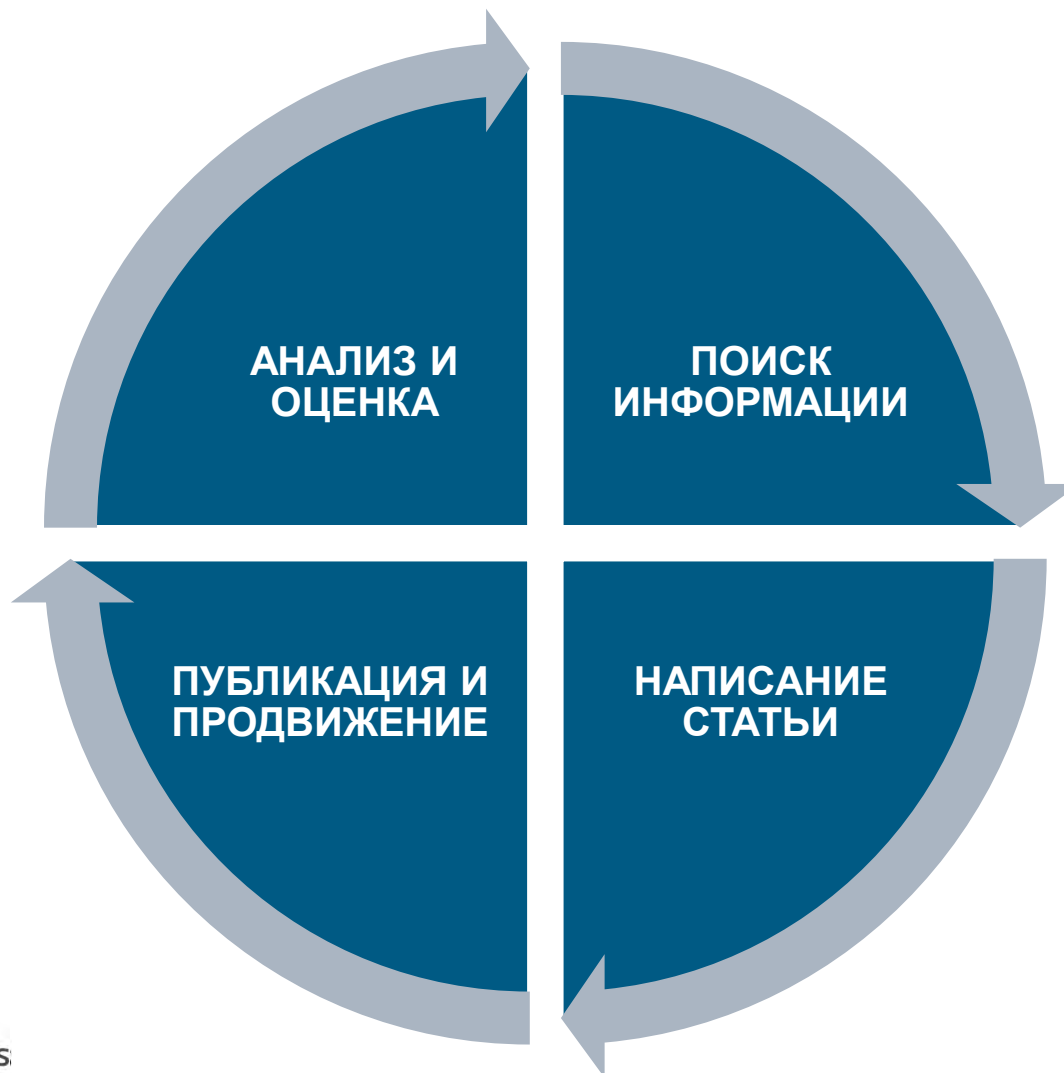 АНАЛИЗ И
ОЦЕНКА
ПОИСК
ИНФОРМАЦИИ
ПУБЛИКАЦИЯ И
ПРОДВИЖЕНИЕ
НАПИСАНИЕ
СТАТЬИ